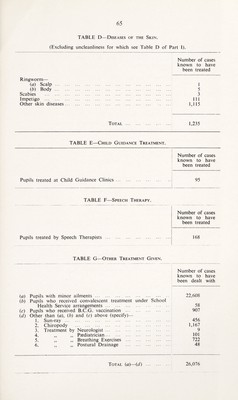 65
TABLE D—DISEASES OF THE SKIN.
(Excluding uncleanliness for which see Table D of Part 1).
Number of cases
known to have
been treated
Ringworm—
(a) Scalp 1
(b) Body 5
Scabies 3
Impetigo 111
Other skin diseases 1,115
TOTAL 1,235
TABLE E—CHILD GUIDANCE TREATMENT.
Number of cases
known to have
been treated
Pupils treated at Child Guidance Clinics 95
TABLE F—SPEECH THERAPY.
Number of cases
known to have
been treated
Pupils treated by Speech Therapists 168
TABLE G—OTHER TREATMENT GIVEN.
Number of cases
known to have
been dealt with
(a) Pupils with minor ailments 22,608
(b) Pupils who received convalescent treatment under School
Health Service arrangements 58
(c) Pupils who received B.C.G. vaccination 907
(d) Other than (a), (b) and (c) above (specify)—
1. Sun-ray 456
2. Chiropody 1,167
3. Treatment by Neurologist 9
4. ,, ,, Pædiatrician 101
5. ,, ,, Breathing Exercises 722
6. ,, ,, Postural Drainage 48
TOTAL (a)—(d) 26,076